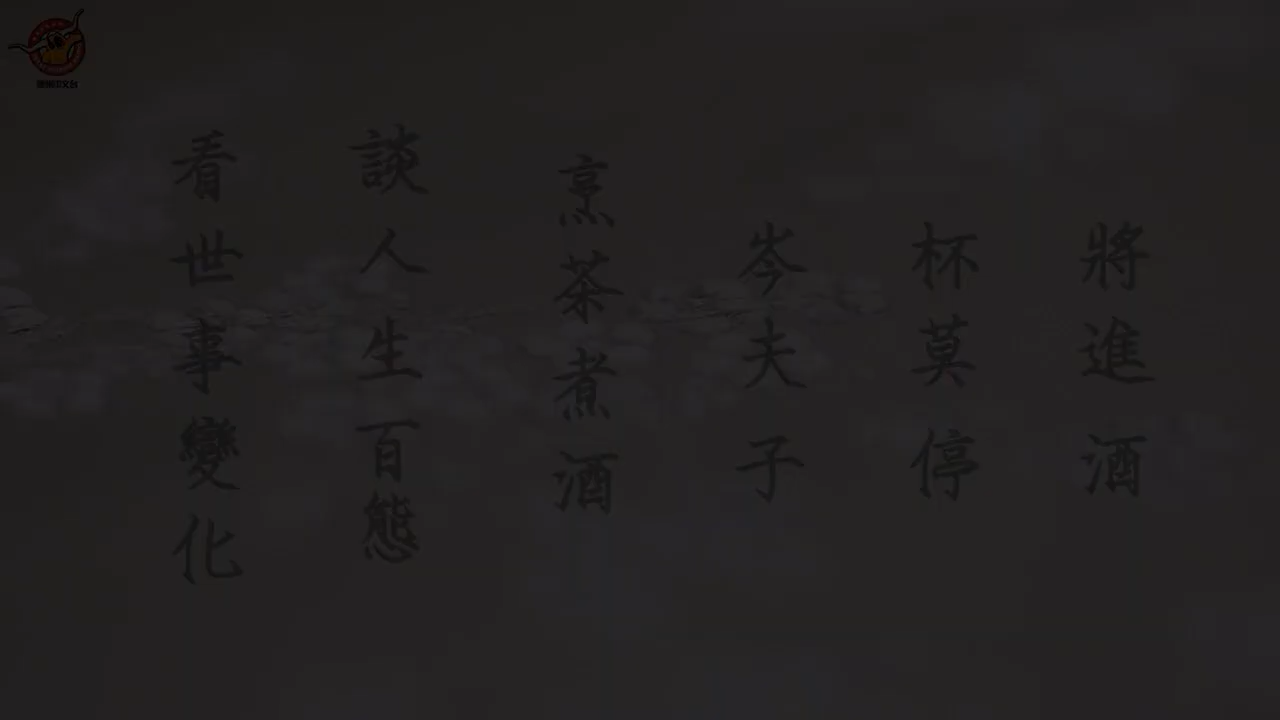 將進酒
杯莫停
岑夫子
烹茶煮酒
談人生百態
看世事變化